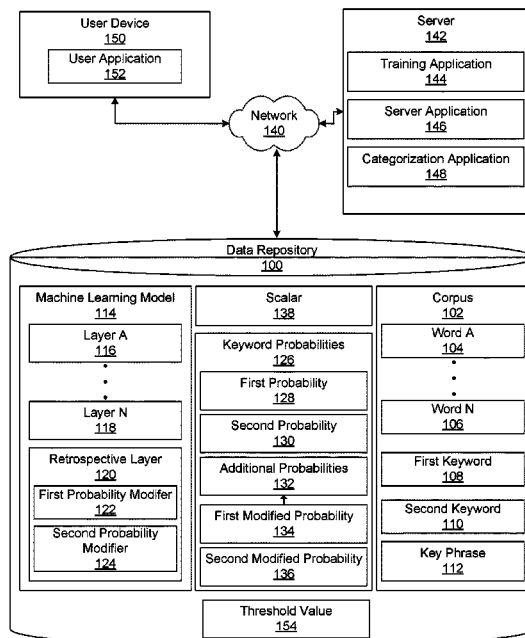 User Device
150
User Application
152
Server
142
Training Application
144
Server Application
146
Categorization Application
148
Network
140
Data Repository
100
Machine Learning Model
114
Layer A
116
Layer N
118
Retrospective Layer
120
First Probability Modifer
122
Second Probability
Modifier
124
Scalar
138
Keyword Probabilities
126
First Probability
128
Second Probability
130
Additional Probabilities
132
First Modified Probability
134
Second Modified Probability
136
Corpus
102
Word A
104
Word N
106
First Keyword
108
Second Keyword
110
Key Phrase
112
Threshold Value
154